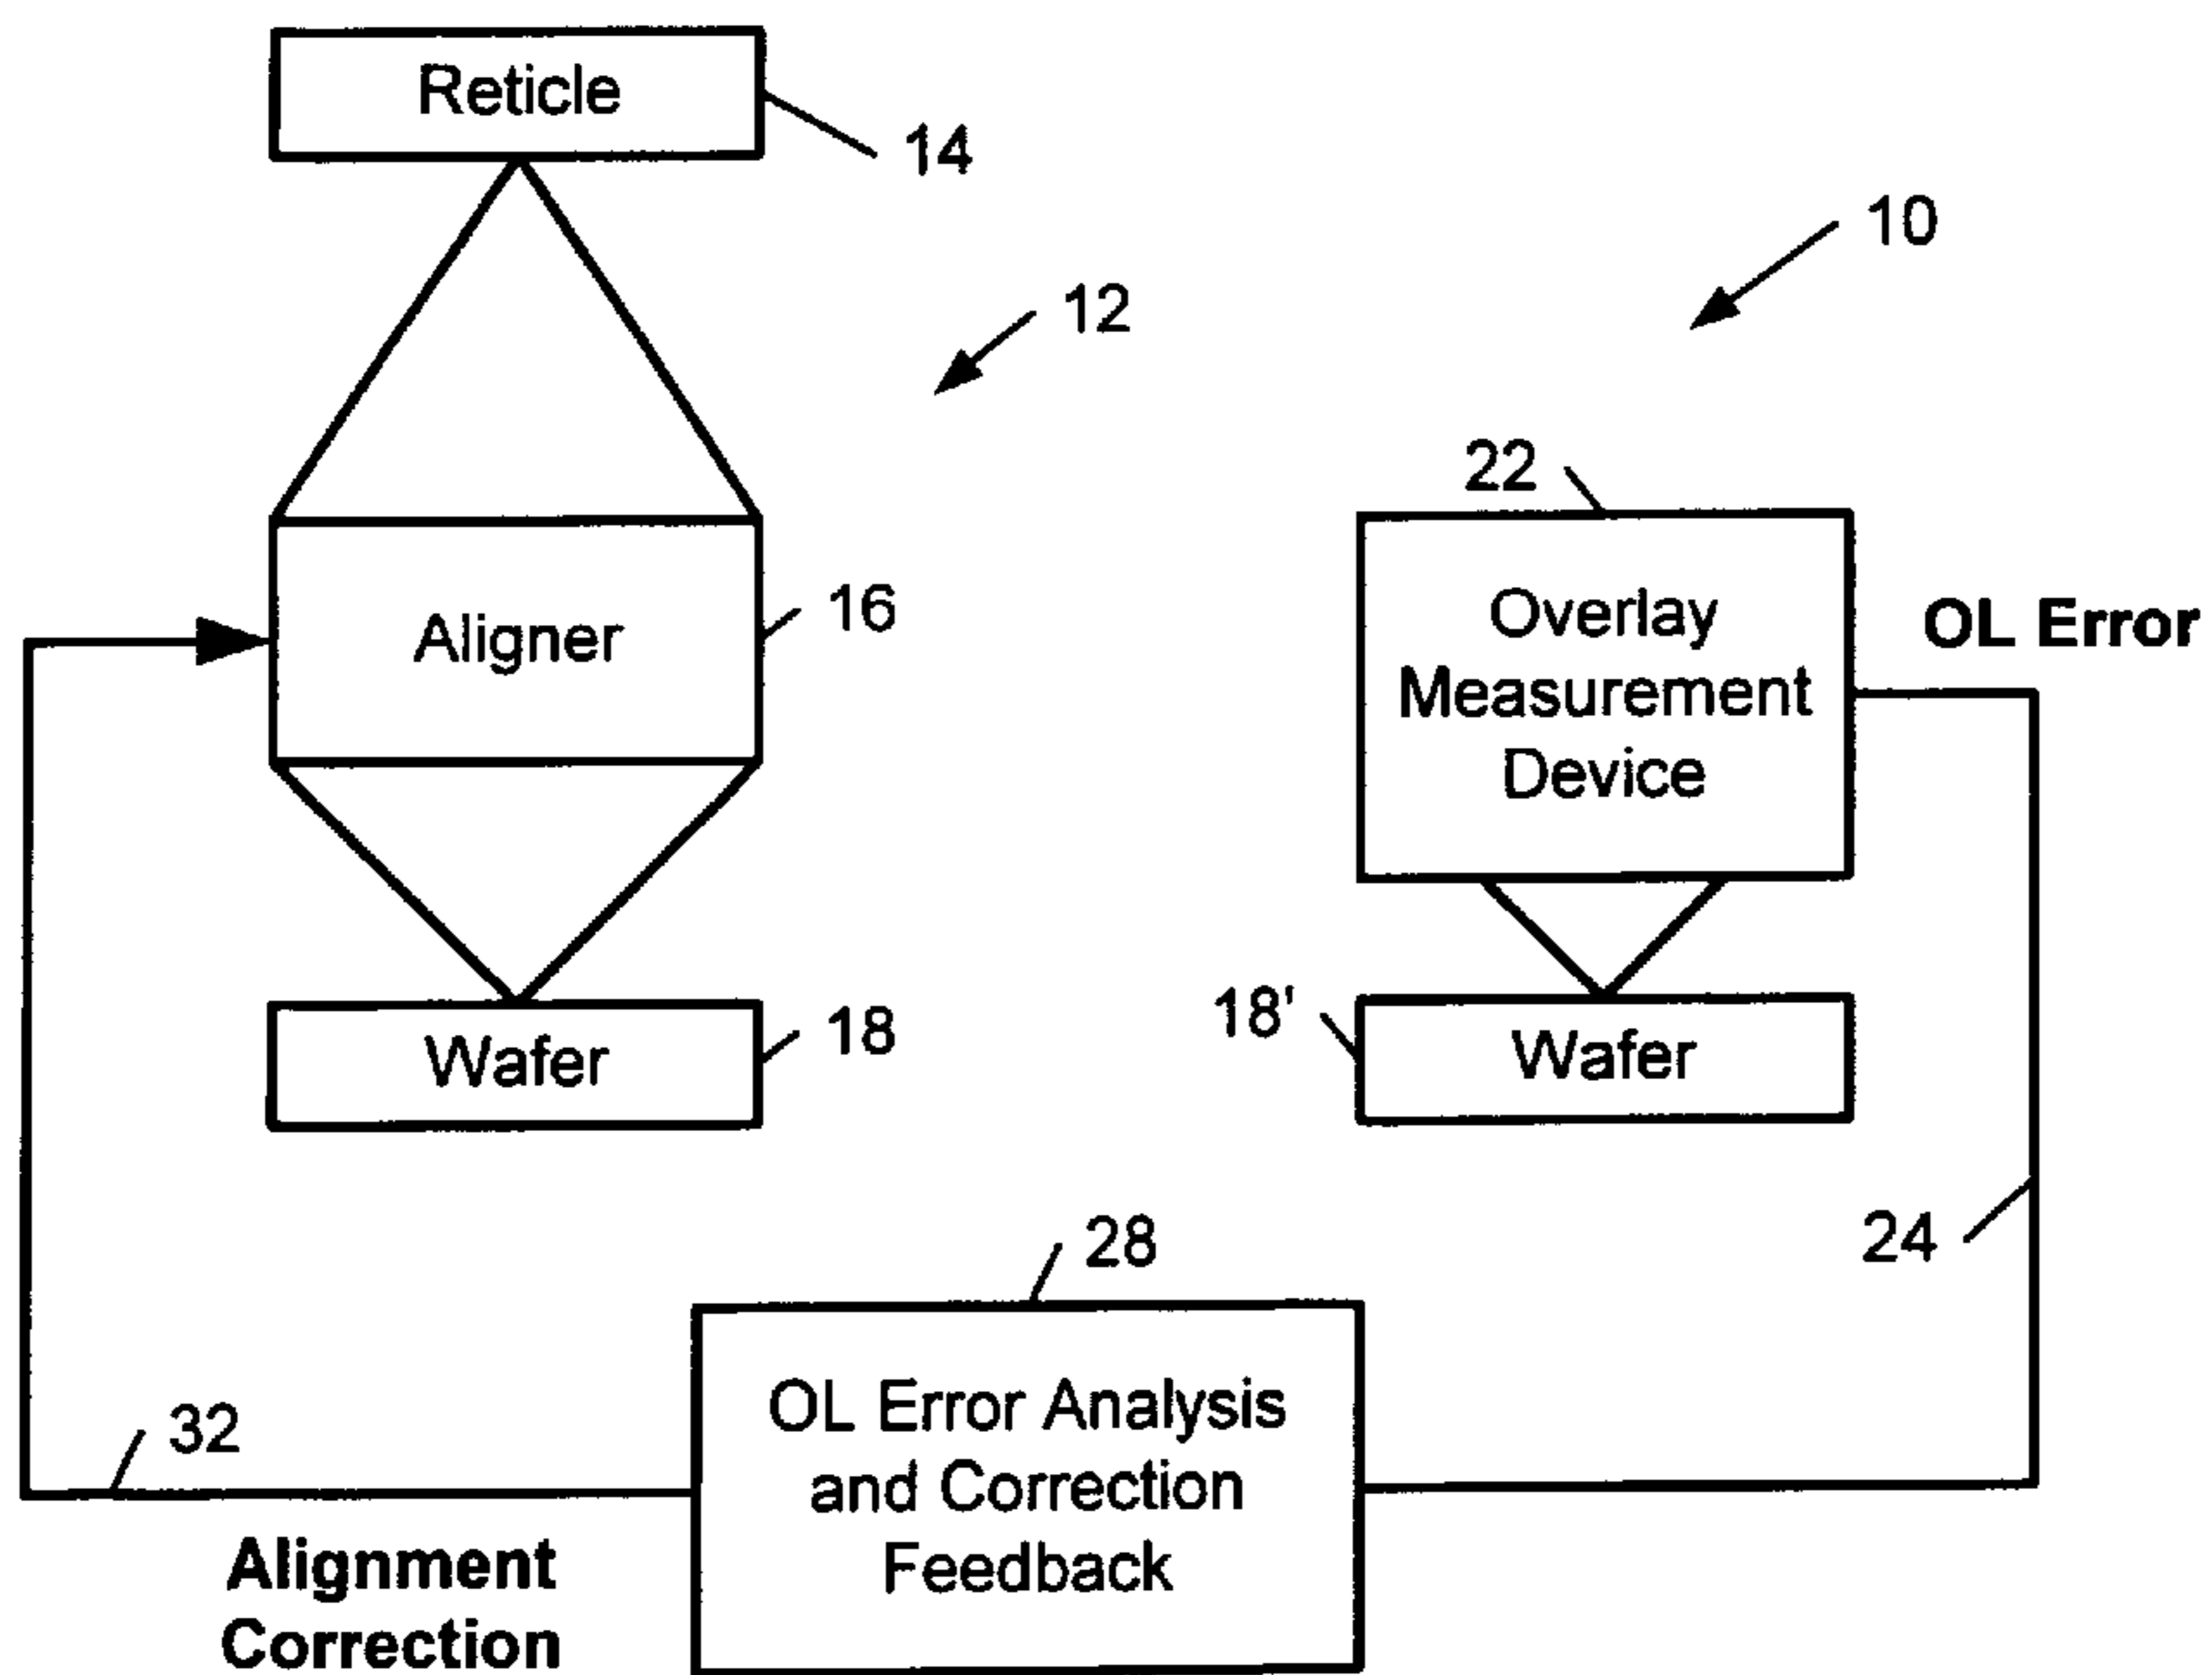 Reticle
14
10
12
22
Aligner
16
Overlay
Measurement
Device
OL Error
Wafer
18
18'
Wafer
24
28
OL Error Analysis
and Correction
Feedback
32
Alignment
Correction